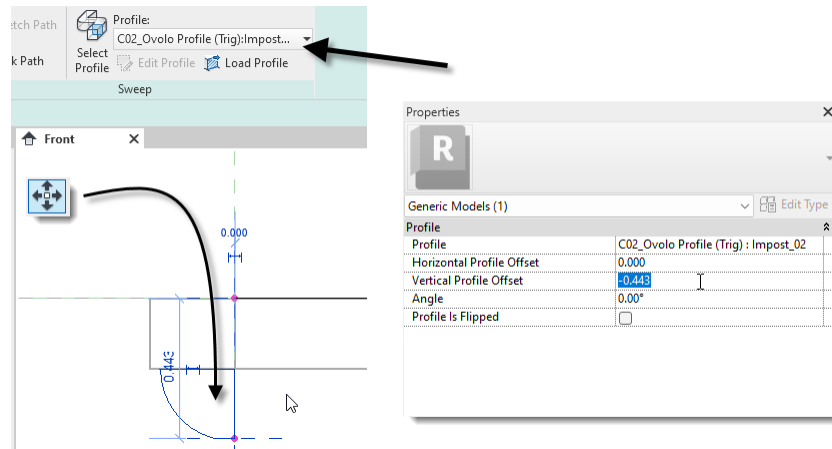 tch Path
k Path
Select
Profile
Profile:
C02_Ovolo Profile (Trig):Impost...
Edit Profile
Load Profile
Sweep
Front
0.000
0.443
Properties
R
Generic Models (1)
Edit Type
Profile
Profile C02_Ovolo Profile (Trig) : Impost_02
Horizontal Profile Offset 0.000
Vertical Profile Offset -0.443
Angle 0.00°
Profile Is Flipped